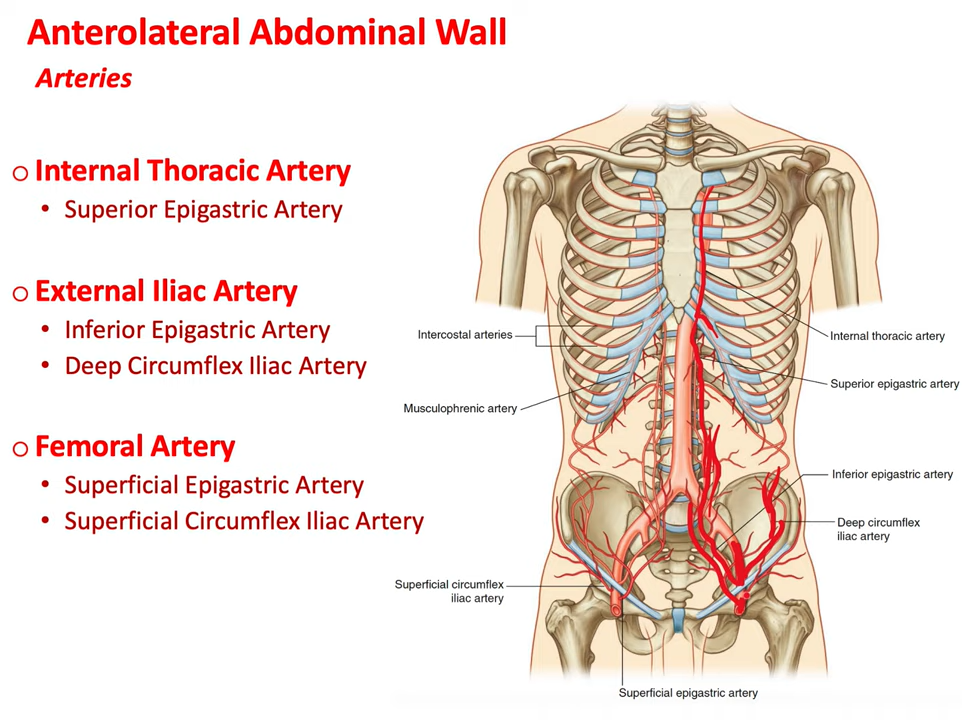 Anterolateral Abdominal Wall
Arteries
Internal Thoracic Artery
• Superior Epigastric Artery
External Iliac Artery
• Inferior Epigastric Artery
• Deep Circumflex Iliac Artery
Femoral Artery
• Superficial Epigastric Artery
• Superficial Circumflex Iliac Artery
Intercostal arteries
Musculophrenic artery
Superficial circumflex
iliac artery
Internal thoracic artery
Superior epigastric artery
Inferior epigastric artery
Deep circumflex
iliac artery
Superficial epigastric artery